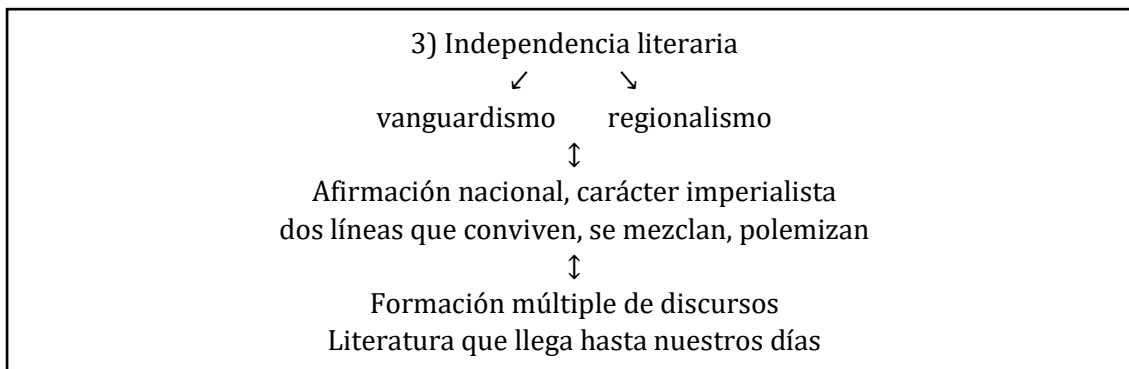 3) Independencia literaria
↙ ↘
vanguardismo regionalismo
↕
Afirmación nacional, carácter imperialista
dos líneas que conviven, se mezclan, polemizan
↕
Formación múltiple de discursos
Literatura que llega hasta nuestros días